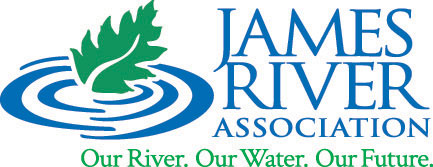 JAMES
RIVER
ASSOCIATION
Our River. Our Water. Our Future.